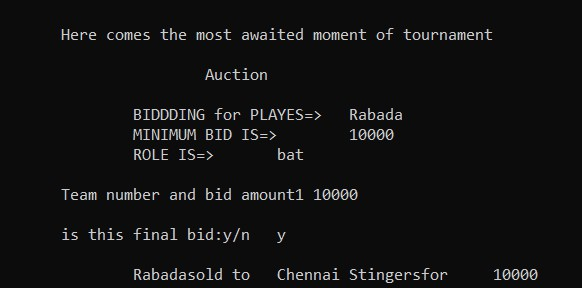 Here comes the most awaited moment of tournament
Auction
BIDDDING for PLAYES=> Rabada
MINIMUM BID IS=> 10000
ROLE IS=> bat
Team number and bid amount1 10000
is this final bid:y/n y
Rabadasold to Chennai Stingersfor 10000